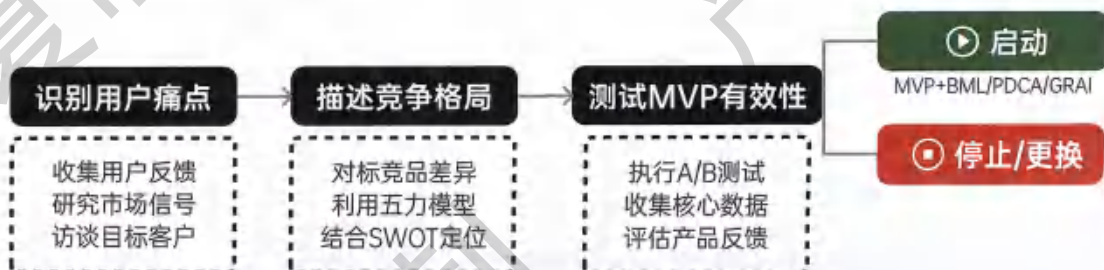 识别用户痛点
收集用户反馈
研究市场信号
访谈目标客户
描述竞争格局
对标竞品差异
利用五力模型
结合SWOT定位
测试MVP有效性
执行A/B测试
收集核心数据
评估产品反馈
启动
MVP+BML/PDCA/GRAI
停止/更换